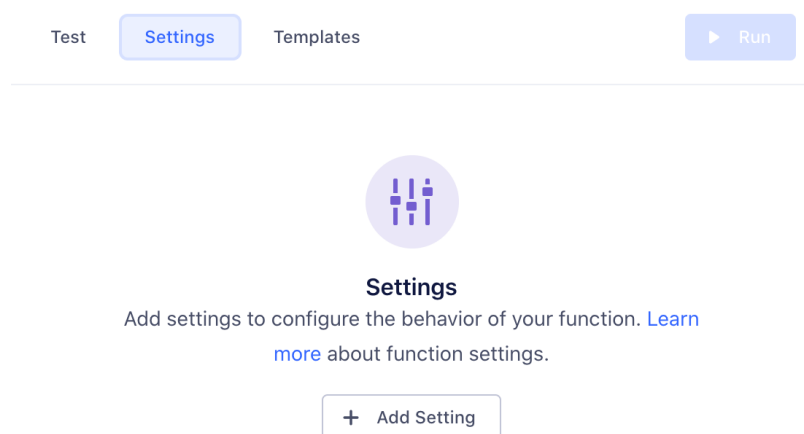 Test Settings Templates Run
Settings
Add settings to configure the behavior of your function. Learn
more about function settings.
Add Setting